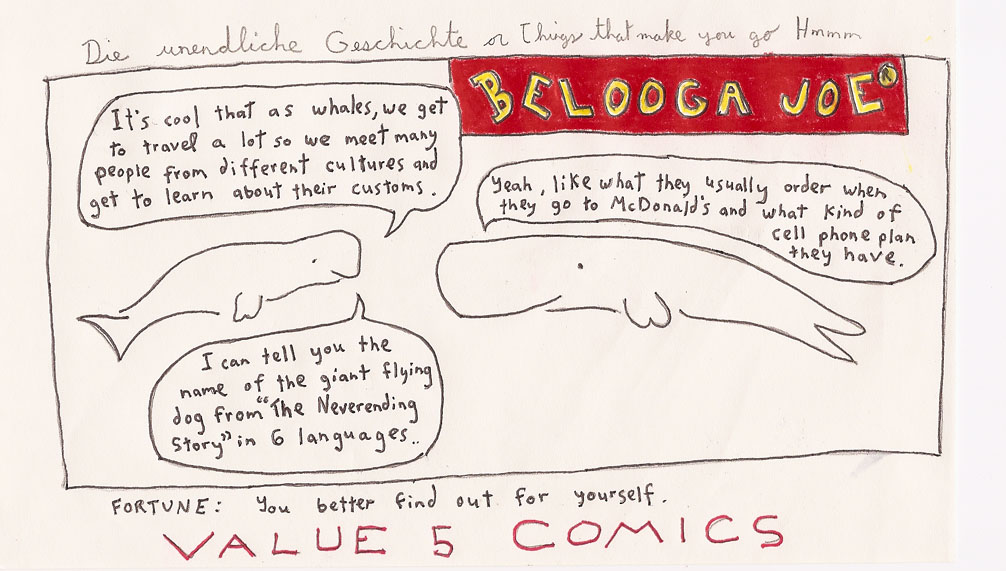 Die unendliche Geschichte or Things that make you go Hmmm
BELOOGA JOE®
It's cool that as whales, we get
to travel a lot so we meet many
people from different cultures and
get to learn about their customs.
Yeah, like what they usually order when
they go to McDonald's and what kind of
cell phone plan
they have.
I can tell you the
name of the giant flying
dog from "The Neverending
Story" in 6 languages..
FORTUNE: You better find out for yourself.
VALUE 5 COMICS